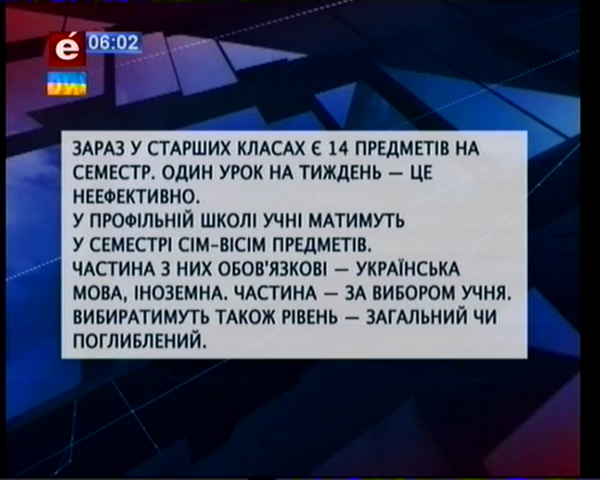 é 06:02
ЗАРАЗ У СТАРШИХ КЛАСАХ Є 14 ПРЕДМЕТІВ НА
СЕМЕСТР. ОДИН УРОК НА ТИЖДЕНЬ — ЦЕ
НЕЕФЕКТИВНО.
У ПРОФІЛЬНІЙ ШКОЛІ УЧНІ МАТИМУТЬ
У СЕМЕСТРІ СІМ-ВІСІМ ПРЕДМЕТІВ.
ЧАСТИНА З НИХ ОБОВ'ЯЗКОВІ — УКРАЇНСЬКА
МОВА, ІНОЗЕМНА. ЧАСТИНА — ЗА ВИБОРОМ УЧНЯ.
ВИБИРАТИМУТЬ ТАКОЖ РІВЕНЬ — ЗАГАЛЬНИЙ ЧИ
ПОГЛИБЛЕНИЙ.